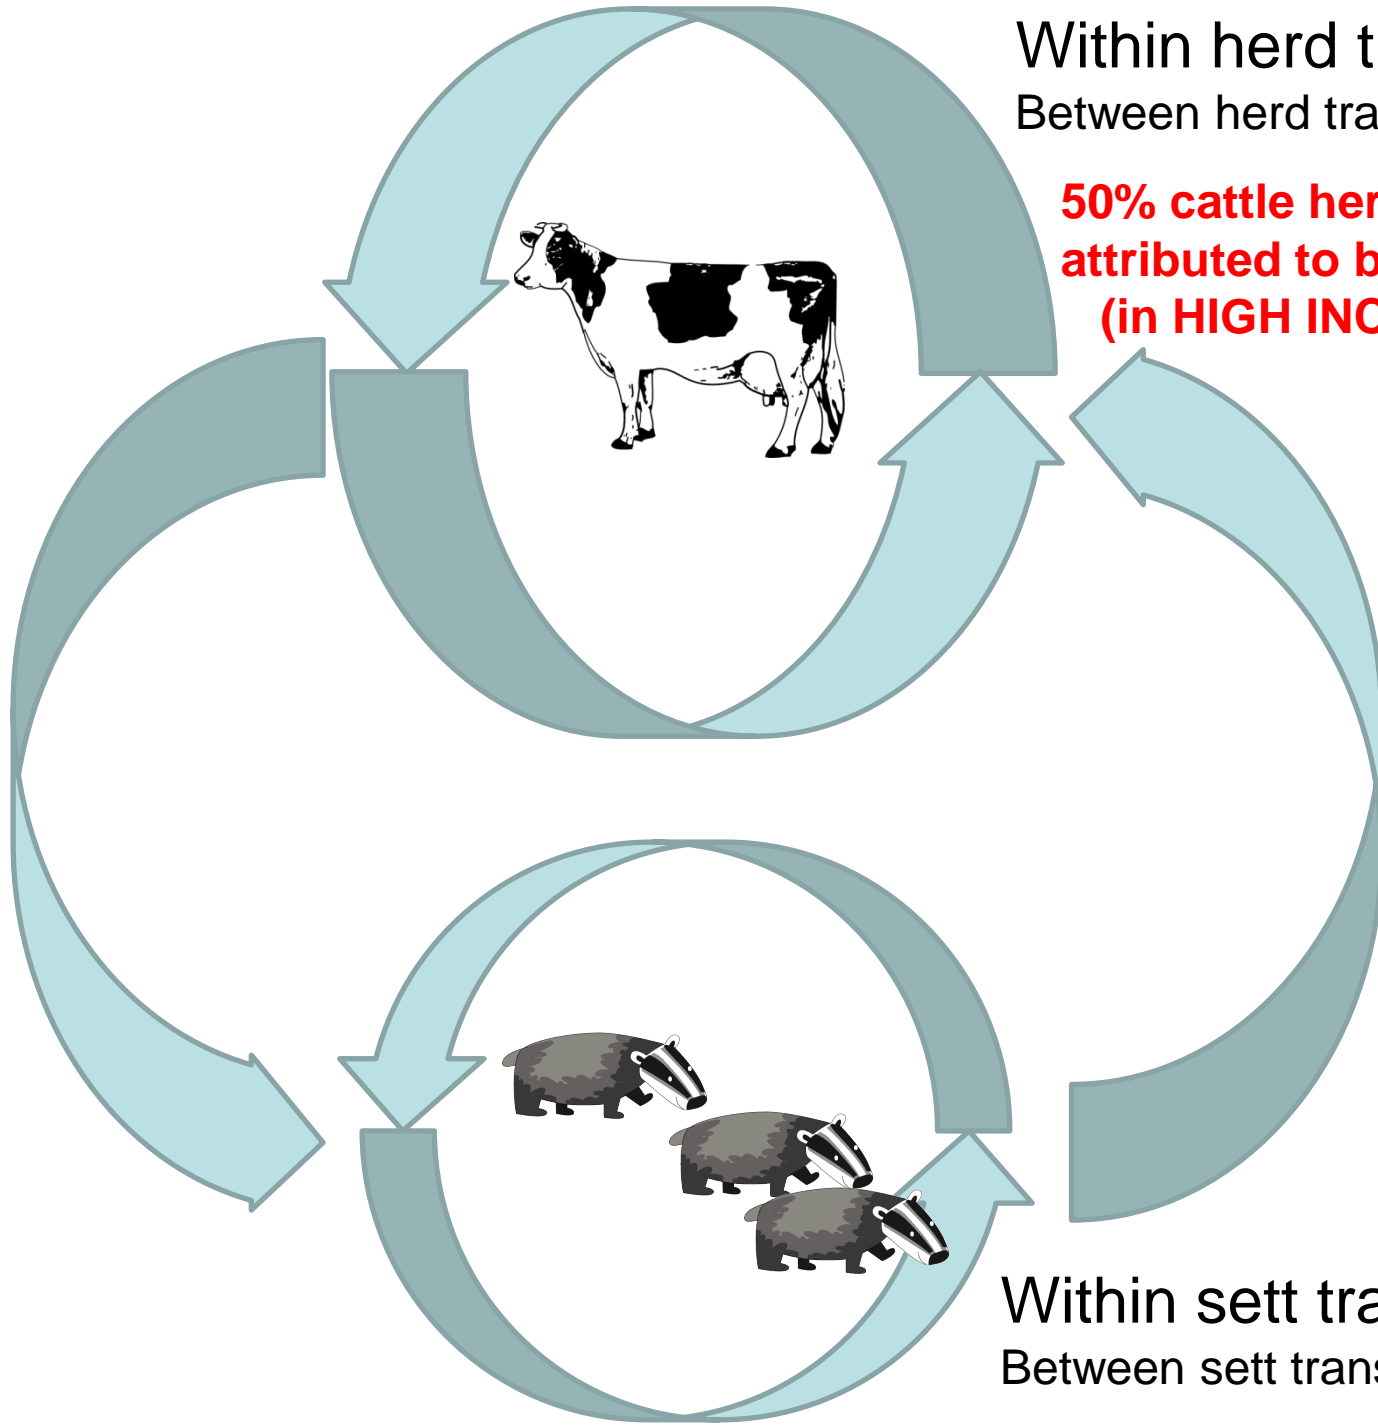 Within herd t
Between herd tra
50% cattle her
attributed to b
(in HIGH INC
Within sett tra
Between sett trans